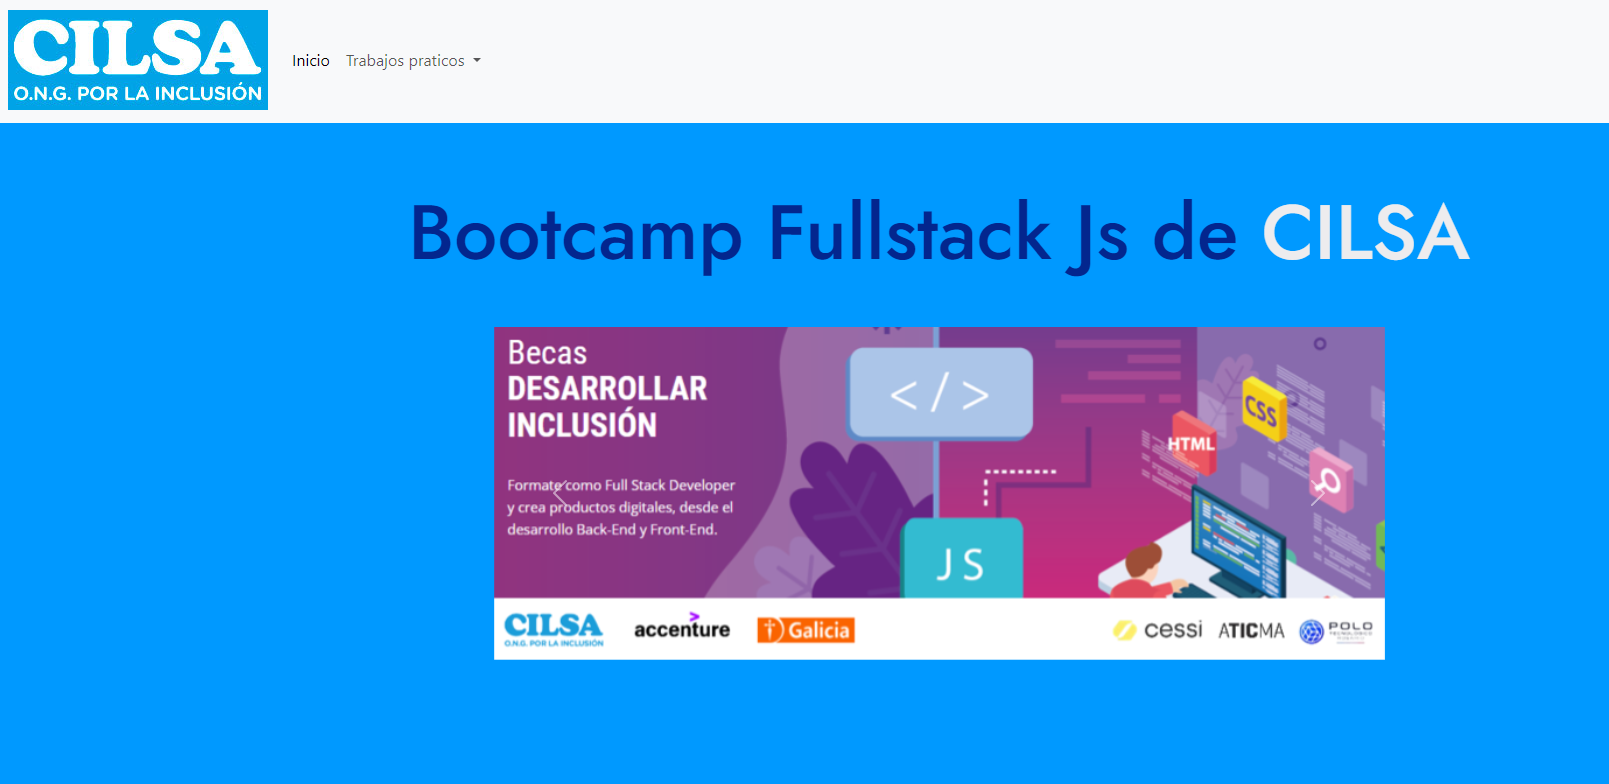 CILSA
O.N.G. POR LA INCLUSIÓN
Inicio
Trabajos praticos
Bootcamp Fullstack Js de CILSA
Becas
DESARROLLAR
INCLUSIÓN
Formate como Full Stack Developer
y crea productos digitales, desde el
desarrollo Back-End y Front-End.
</>
JS
HTML
CSS
CILSA
O.N.G. POR LA INCLUSIÓN
accenture
Galicia
cessi
ATICMA
POLO
TECNOLÓGICO